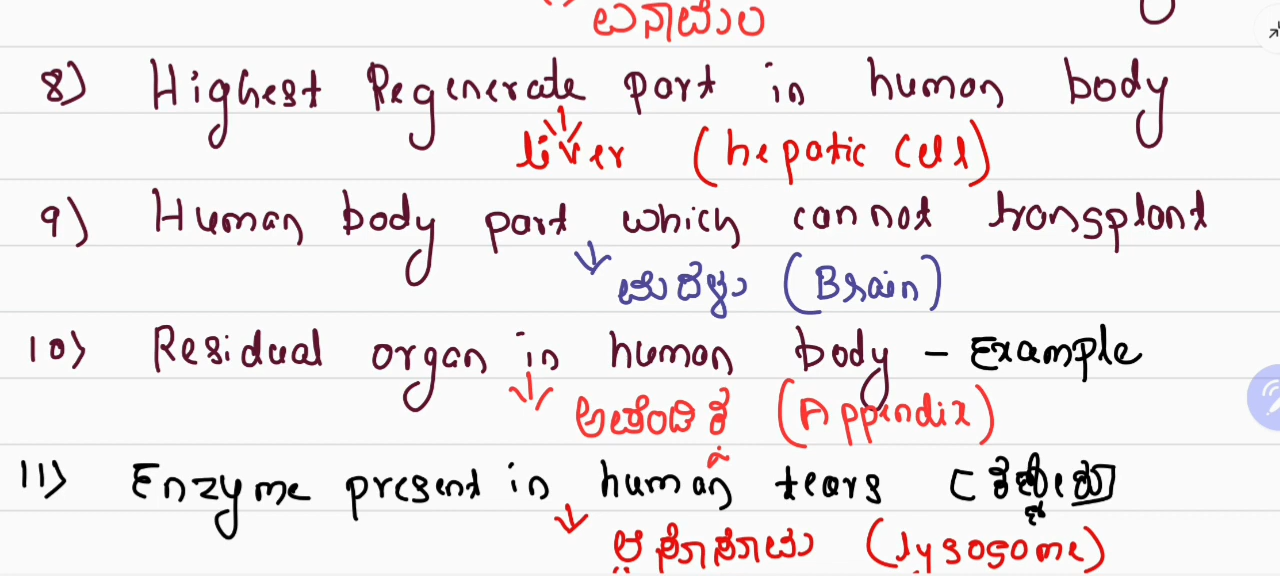 8) Highest Regenerate part in human body
liver (hepatic cell)
9) Human body part which cannot transplant
ಮೆದುಳು (Brain)
10) Residual organ in human body - Example
(Appendix)
11) Enzyme present in human tears
(lysosome)